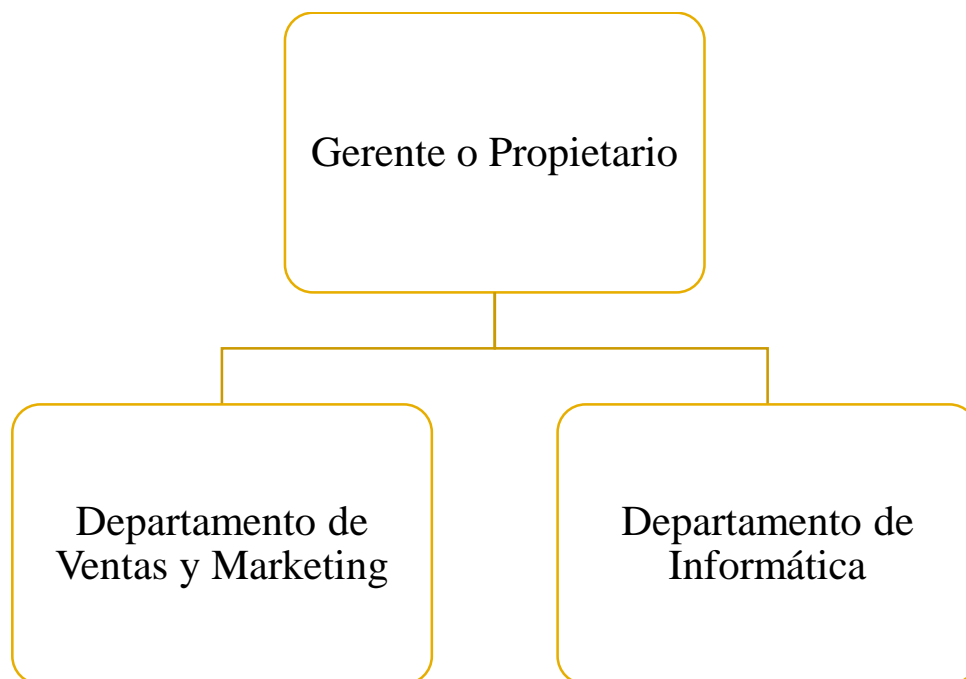 Gerente o Propietario
Departamento de
Ventas y Marketing
Departamento de
Informática